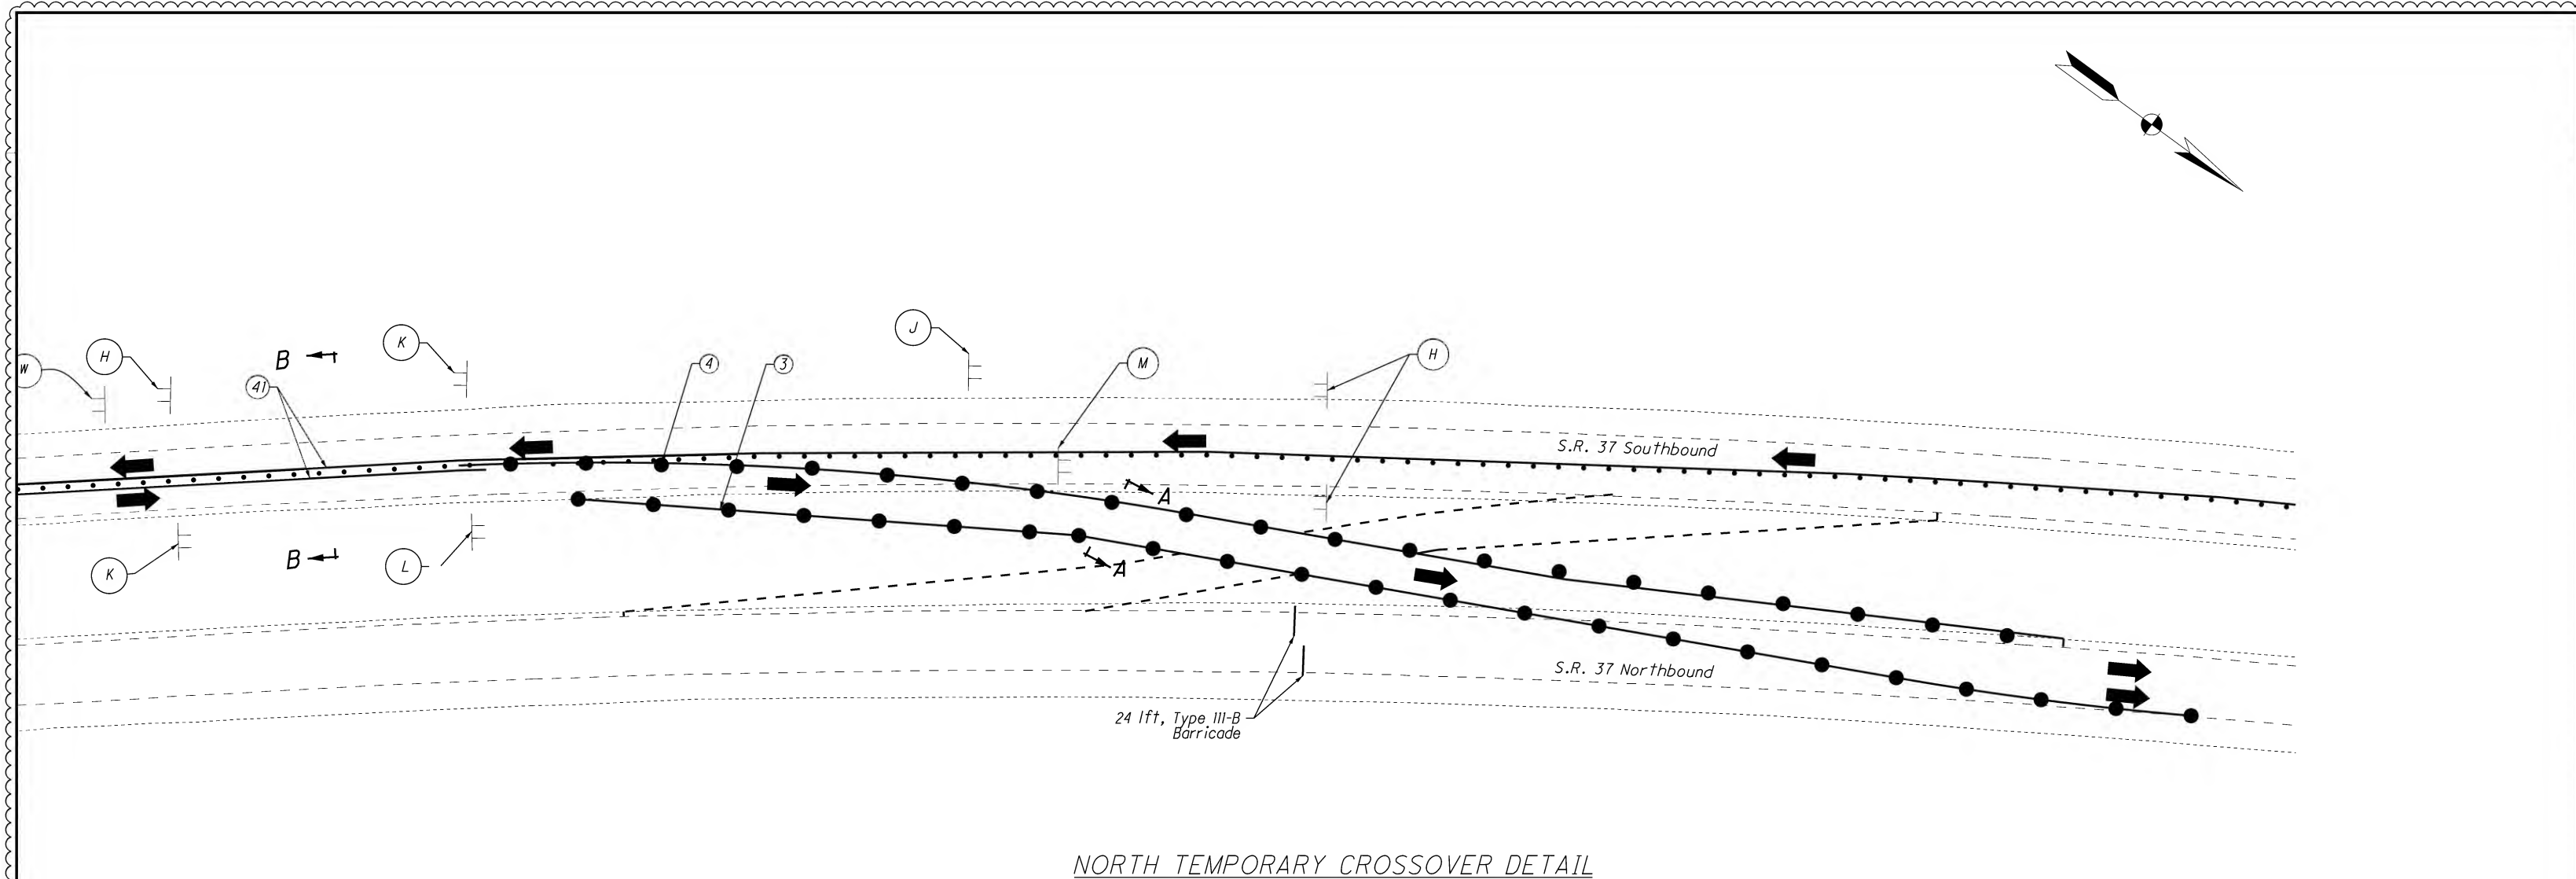 J
K
H
W
B
41
4
3
M
H
S.R. 37 Southbound
A
A
B
K
L
S.R. 37 Northbound
24 lft, Type III-B
Barricade
NORTH TEMPORARY CROSSOVER DETAIL